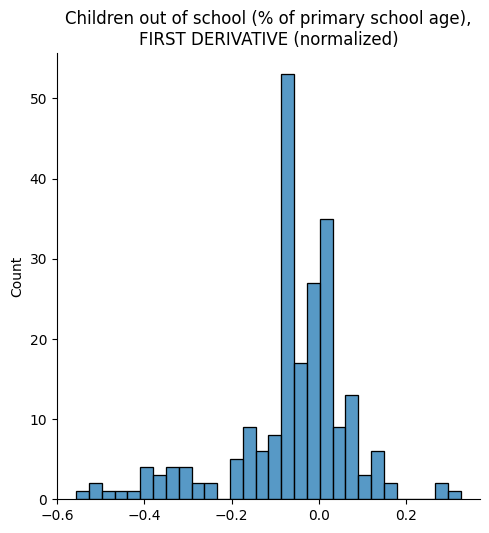 Children out of school (% of primary school age),
FIRST DERIVATIVE (normalized)
Count
50
40
30
20
10
0
−0.6 −0.4 −0.2 0.0 0.2